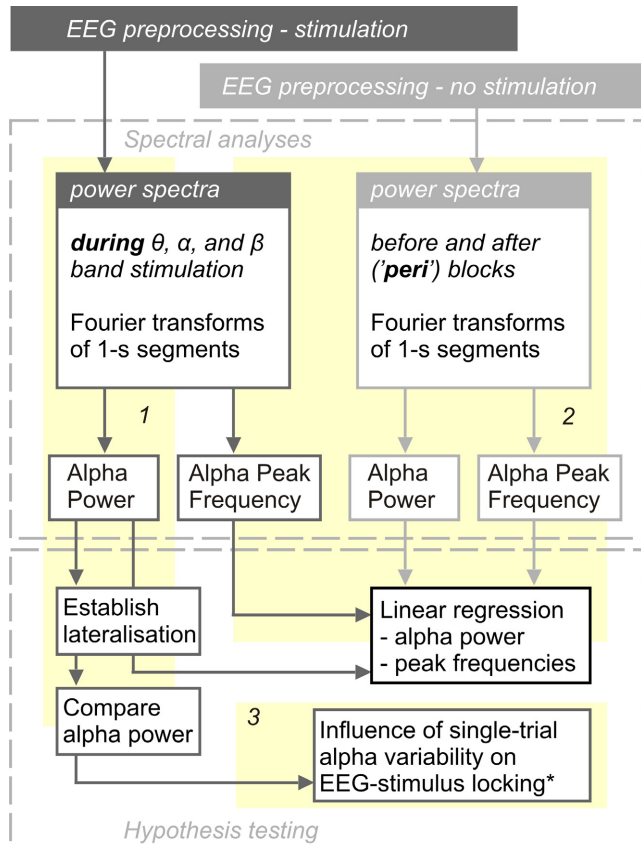 EEG preprocessing - stimulation
EEG preprocessing - no stimulation
Spectral analyses
power spectra
during θ, α, and β
band stimulation
Fourier transforms
of 1-s segments
power spectra
before and after
('peri') blocks
Fourier transforms
of 1-s segments
1
2
Alpha
Power
Alpha Peak
Frequency
Alpha
Power
Alpha Peak
Frequency
Establish
lateralisation
Linear regression
- alpha power
- peak frequencies
Compare
alpha power
3
Influence of single-trial
alpha variability on
EEG-stimulus locking*
Hypothesis testing